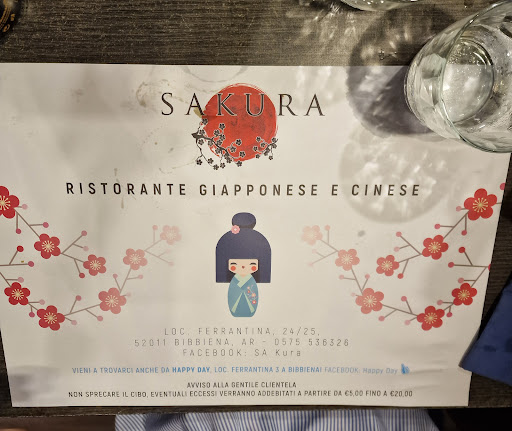 SAKURA
RISTORANTE GIAPPONESE E CINESE
LOC. FERRANTINA, 24/25,
52011 BIBBIENA, AR - 0575 536326
FACEBOOK: SA Kura
VIENI A TROVARCI ANCHE DA HAPPY DAY, LOC. FERRANTINA 3 A BIBBIENA! FACEBOOK: Happy Day
AVVISO ALLA GENTILE CLIENTELA
NON SPRECARE IL CIBO, EVENTUALI ECCESSI VERRANNO ADDEBITATI A PARTIRE DA €5,00 FINO A €20,00